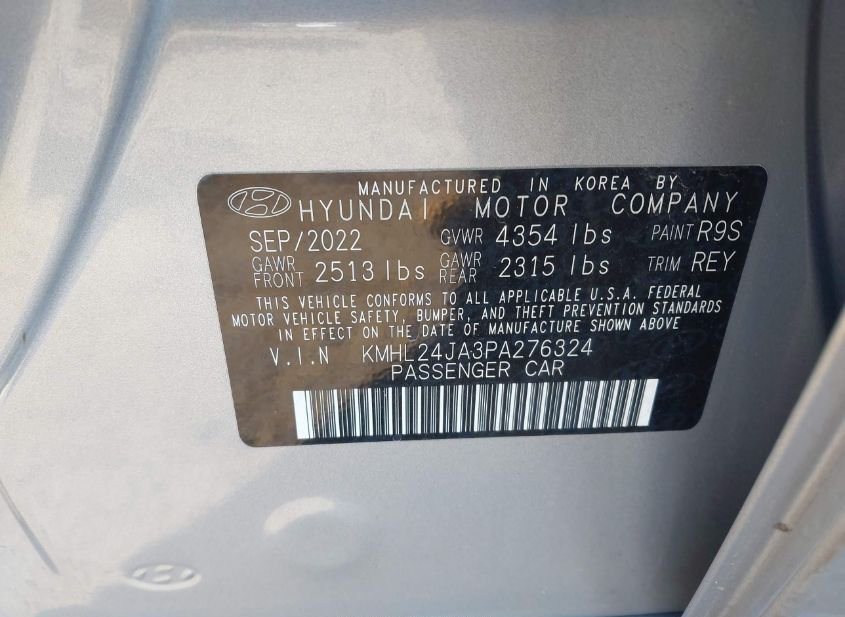 MANUFACTURED IN KOREA BY
HYUNDAI MOTOR COMPANY
SEP/2022 GVWR 4354 lbs PAINT R9S
GAWR FRONT 2513 lbs GAWR REAR 2315 lbs TRIM REY
THIS VEHICLE CONFORMS TO ALL APPLICABLE U.S.A. FEDERAL
MOTOR VEHICLE SAFETY, BUMPER, AND THEFT PREVENTION STANDARDS
IN EFFECT ON THE DATE OF MANUFACTURE SHOWN ABOVE
V.I.N KMHL24JA3PA276324
PASSENGER CAR